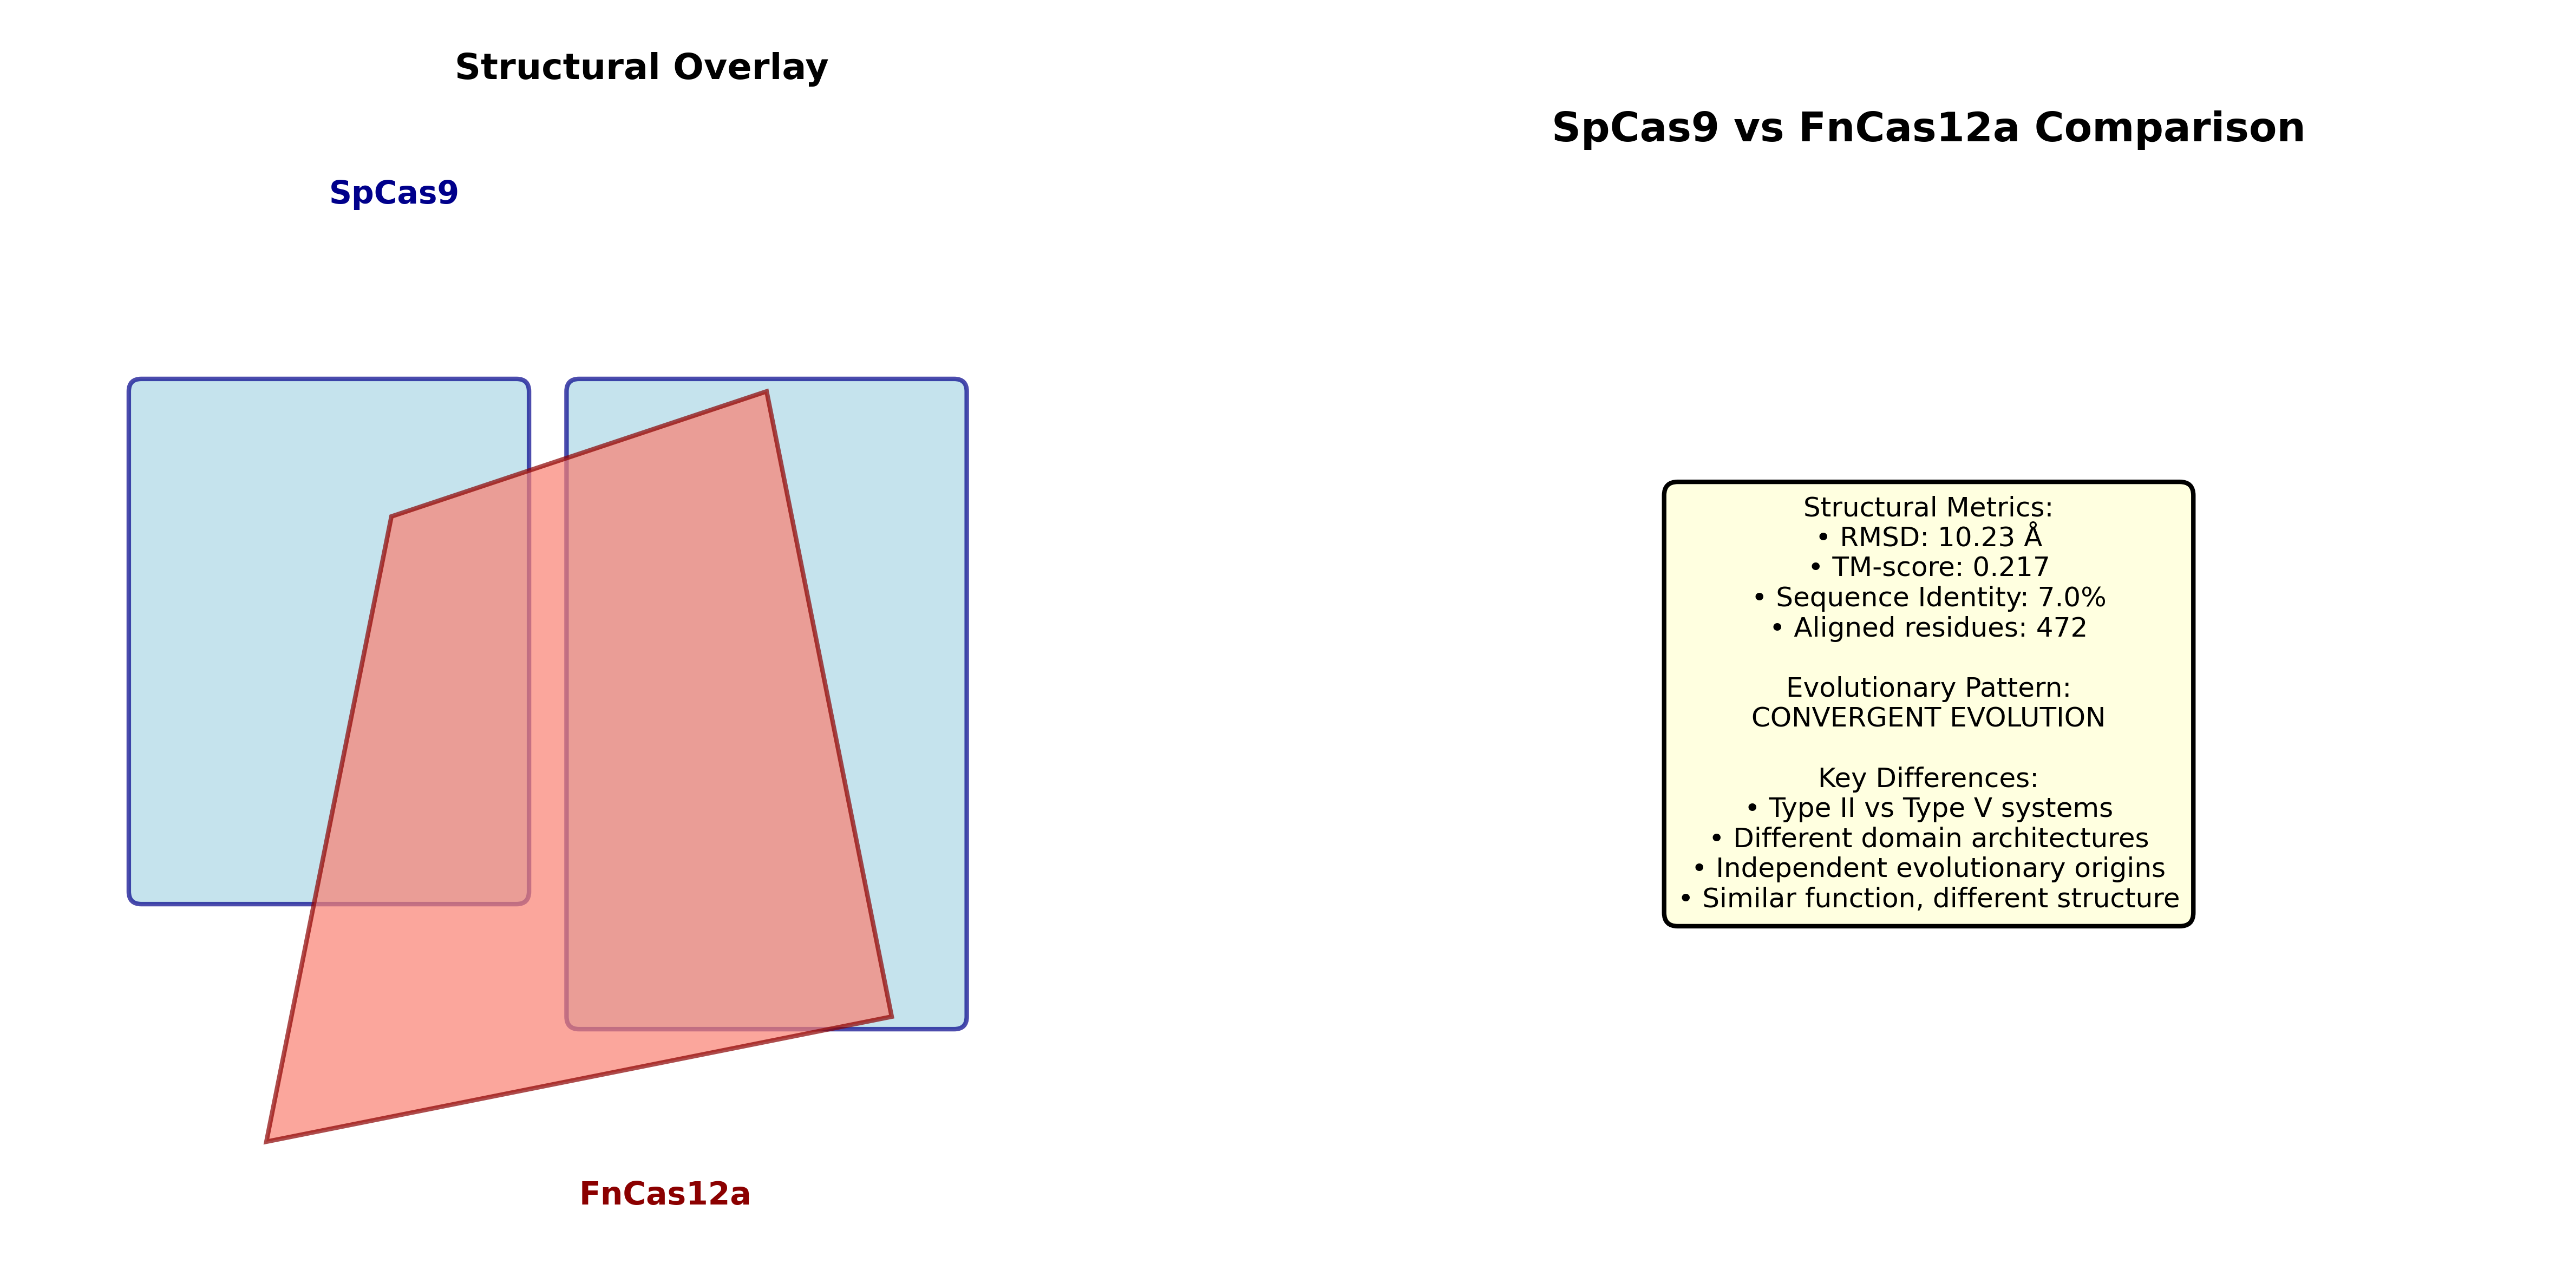 Structural Overlay
SpCas9
FnCas12a
SpCas9 vs FnCas12a Comparison
Structural Metrics:
• RMSD: 10.23 Å
• TM-score: 0.217
• Sequence Identity: 7.0%
• Aligned residues: 472
Evolutionary Pattern:
CONVERGENT EVOLUTION
Key Differences:
• Type II vs Type V systems
• Different domain architectures
• Independent evolutionary origins
• Similar function, different structure